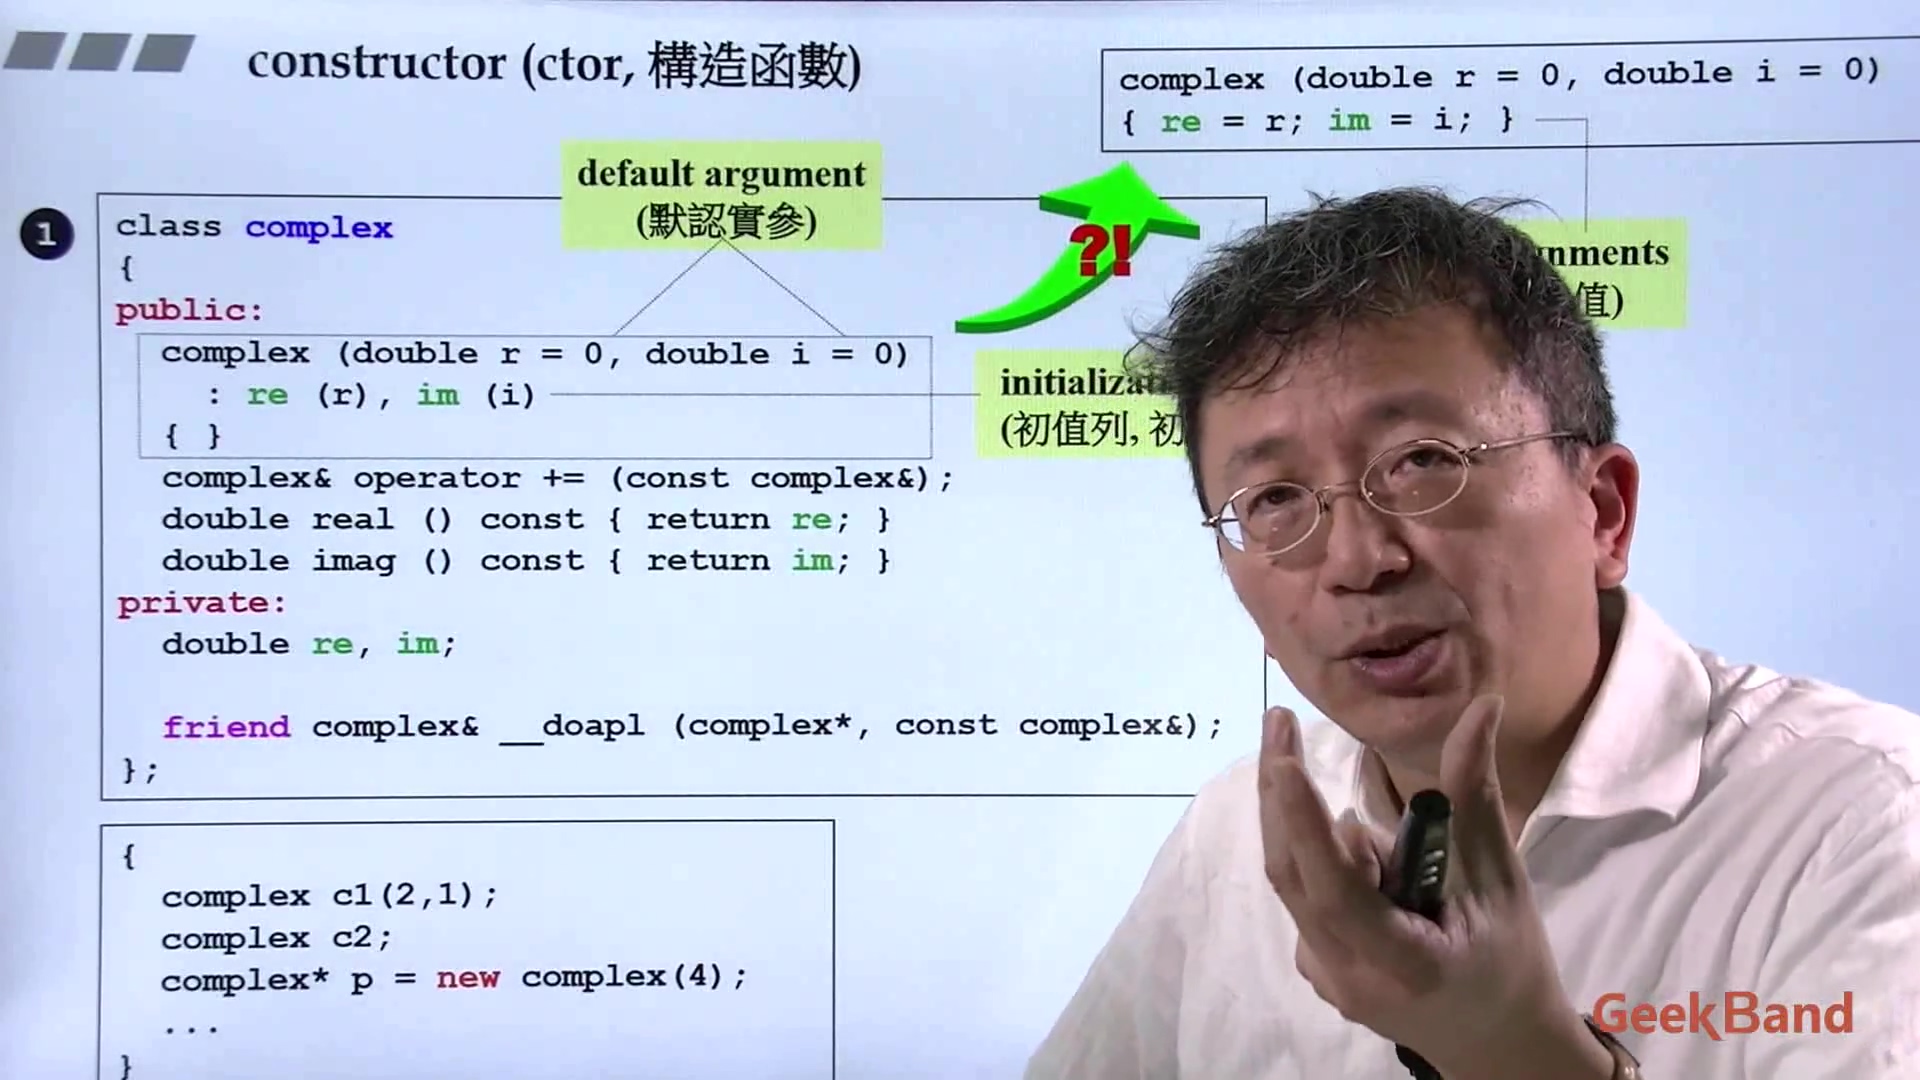 constructor (ctor, 構造函數)
complex (double r = 0, double i = 0)
{ re = r; im = i; }
default argument
(默認實參)
?!
1
class complex
{
public:
complex (double r = 0, double i = 0)
: re (r), im (i)
{ }
complex& operator += (const complex&);
double real () const { return re; }
double imag () const { return im; }
private:
double re, im;
friend complex& __doapl (complex*, const complex&);
};
(初值列, 初
值)
{
complex c1(2,1);
complex c2;
complex* p = new complex(4);
...
}
GeekBand